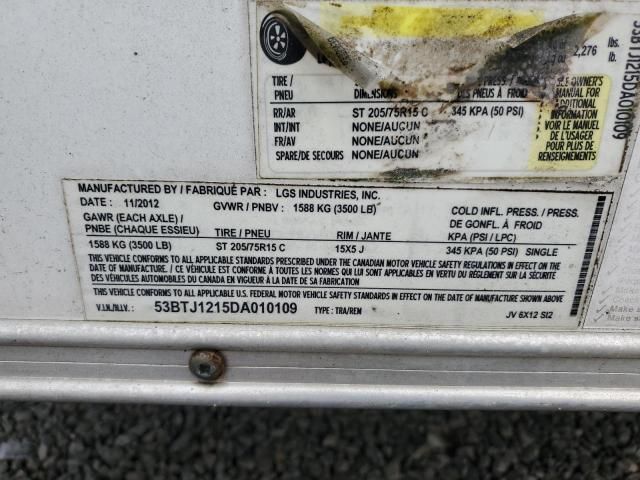 2,276
lbs.
lb.
TIRE /
PNEU
DIMENSIONS
DES PNEUS À FROID
RR/AR ST 205/75R15 C 345 KPA (50 PSI)
INT/INT NONE/AUCUN
FR/AV NONE/AUCUN
SPARE/DE SECOURS NONE/AUCUN
OWNER'S
MANUAL FOR
ADDITIONAL
INFORMATION
VOIR LE MANUEL
DE L'USAGER
POUR PLUS DE
RENSEIGNEMENTS
53BTJ1215DA010109
MANUFACTURED BY / FABRIQUÉ PAR : LGS INDUSTRIES, INC.
DATE : 11/2012 GVWR / PNBV : 1588 KG (3500 LB)
COLD INFL. PRESS. / PRESS.
GAWR (EACH AXLE) / DE GONFL. À FROID
PNBE (CHAQUE ESSIEU) TIRE / PNEU RIM / JANTE KPA (PSI / LPC)
1588 KG (3500 LB) ST 205/75R15 C 15X5 J 345 KPA (50 PSI) SINGLE
THIS VEHICLE CONFORMS TO ALL APPLICABLE STANDARDS PRESCRIBED UNDER THE CANADIAN MOTOR VEHICLE SAFETY REGULATIONS IN EFFECT
ON THE DATE OF MANUFACTURE / CE VÉHICULE EST CONFORME À TOUTES LES NORMES QUI LUI SONT APPLICABLES EN VERTU DU RÈGLEMENT SUR LA SÉCURITÉ
DES VÉHICULES AUTOMOBILES DU CANADA EN VIGUEUR À LA DATE DE SA FABRICATION.
THIS VEHICLE CONFORMS TO ALL APPLICABLE U.S. FEDERAL MOTOR VEHICLE SAFETY STANDARDS IN EFFECT ON THE DATE OF MANUFACTURE SHOWN ABOVE
V.I.N./N.I.V. : 53BTJ1215DA010109 TYPE : TRA/REM JV 6X12 SI2